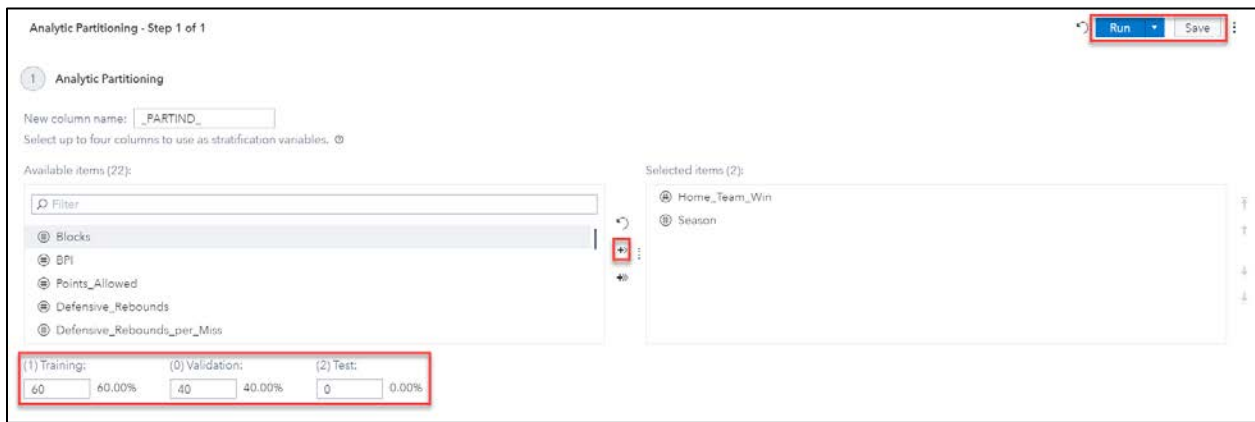 Analytic Partitioning - Step 1 of 1
Run
Save
1 Analytic Partitioning
New column name: _PARTIND_
Select up to four columns to use as stratification variables.
Available items (22):
Selected items (2):
Filter
Home_Team_Win
Season
Blocks
BPI
Points_Allowed
Defensive_Rebounds
Defensive_Rebounds_per_Miss
(1) Training: (0) Validation: (2) Test:
60 60.00% 40 40.00% 0 0.00%